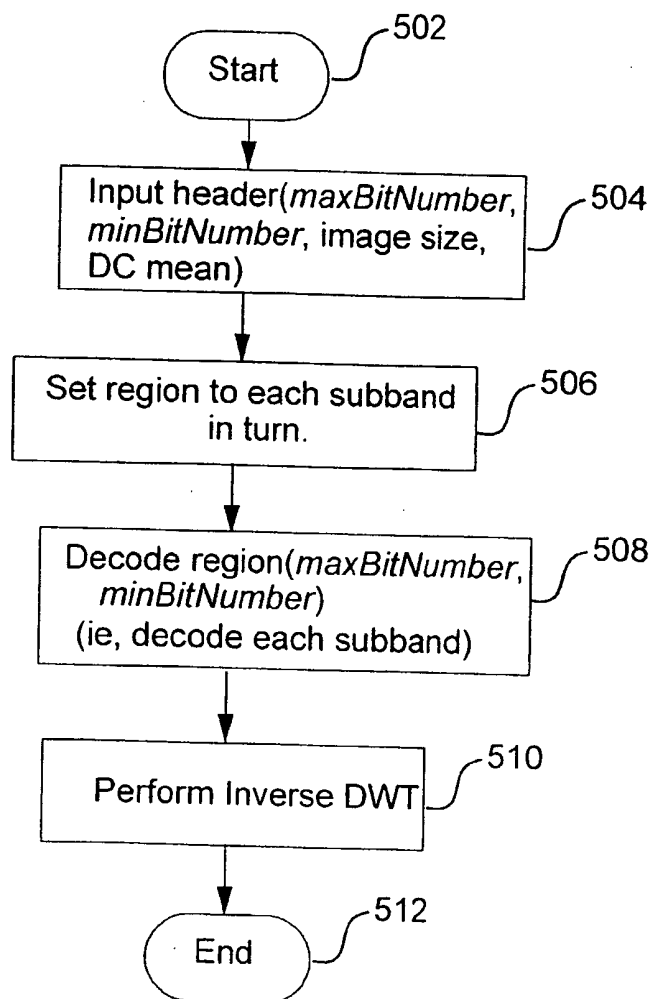 502
Start
Input header(maxBitNumber,
minBitNumber, image size,
DC mean)
504
Set region to each subband
in turn.
506
Decode region(maxBitNumber,
minBitNumber)
(ie, decode each subband)
508
Perform Inverse DWT
510
End
512